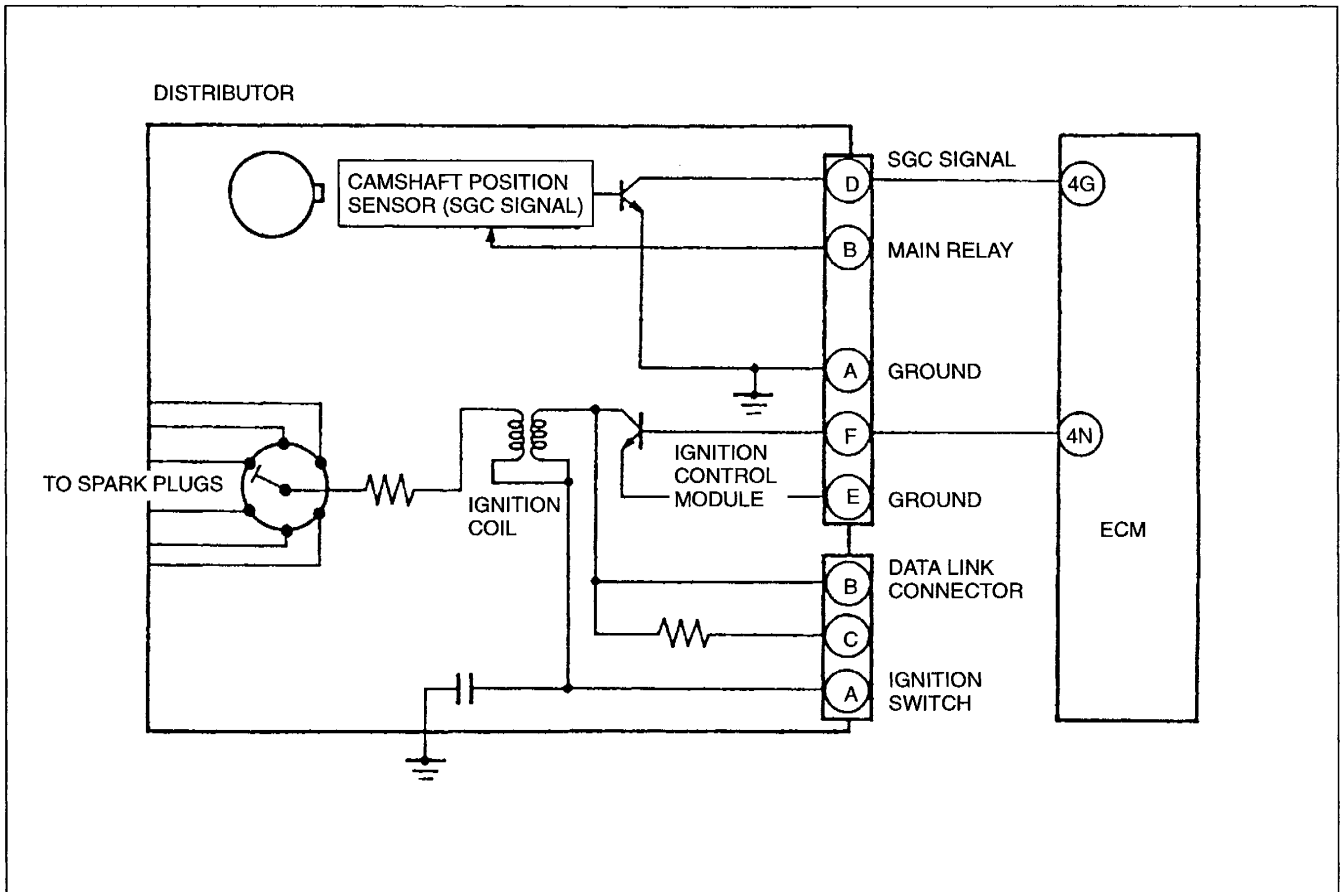 DISTRIBUTOR
CAMSHAFT POSITION
SENSOR (SGC SIGNAL)
D
SGC SIGNAL
4G
B
MAIN RELAY
A
GROUND
F
4N
IGNITION
CONTROL
MODULE
E
GROUND
TO SPARK PLUGS
IGNITION
COIL
ECM
B
DATA LINK
CONNECTOR
C
A
IGNITION
SWITCH